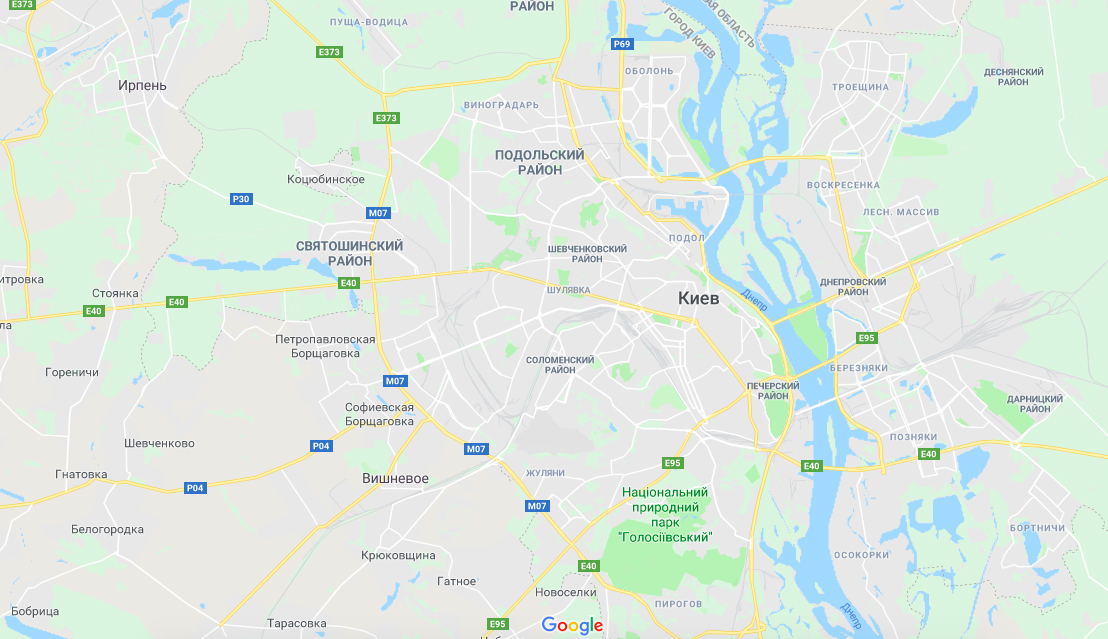 E373
РАЙОН
ПУЩА-ВОДИЦА
ГОРОД КИЕВ
АЯ ОБЛАСТЬ
P69
E373
ОБОЛОНЬ
ДЕСНЯНСКИЙ
РАЙОН
Ирпень
ТРОЕЩИНА
ВИНОГРАДАРЬ
E373
ПОДОЛЬСКИЙ
РАЙОН
Коцюбинское
ВОСКРЕСЕНКА
P30
M07
ЛЕСН. МАССИВ
ПОДОЛ
СВЯТОШИНСКИЙ
РАЙОН
ШЕВЧЕНКОВСКИЙ
РАЙОН
итровка
E40
ДНЕПРОВСКИЙ
РАЙОН
Стоянка
E40
ШУЛЯВКА
Киев
Днепр
E40
ла
Петропавловская
Борщаговка
E95
СОЛОМЕНСКИЙ
РАЙОН
БЕРЕЗНЯКИ
Гореничи
M07
ПЕЧЕРСКИЙ
РАЙОН
ДАРНИЦКИЙ
РАЙОН
Софиевская
Борщаговка
ПОЗНЯКИ
Шевченково
P04
M07
E40
E95
E40
Гнатовка
ЖУЛЯНИ
Вишневое
P04
Національний
природний
парк
"Голосіївський"
M07
Белогородка
БОРТНИЧИ
Крюковщина
ОСОКОРКИ
E40
Гатное
Новоселки
ПИРОГОВ
Бобрица
Днепр
Тарасовка
E95
Google